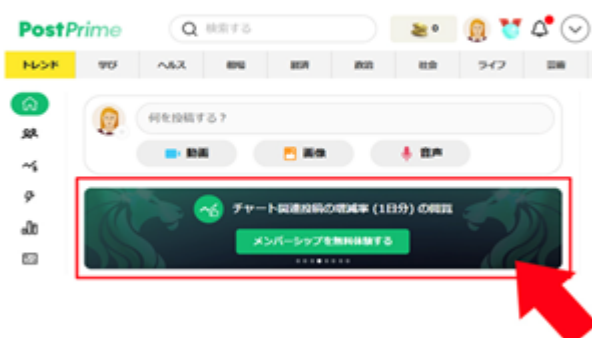 PostPrime
検索する
0
トレンド 学び ヘルス 相場 経済 政治 社会 ライフ 芸術
何を投稿する？
動画 画像 音声
チャート関連投稿の増減率 (1日分) の閲覧
メンバーシップを無料体験する